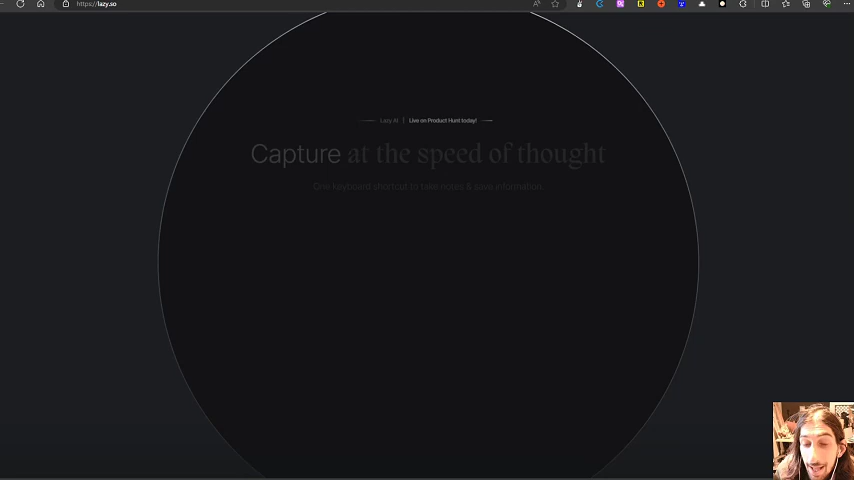 https://lazy.so
Lazy AI | Live on Product Hunt today!
Capture at the speed of thought
One keyboard shortcut to take notes & save information.